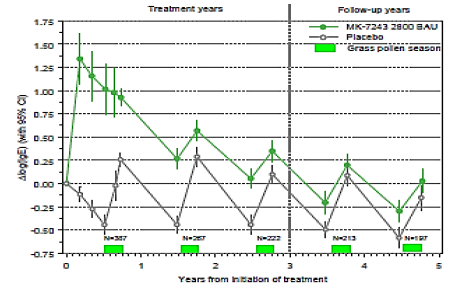 Treatment years
Follow-up years
MK-7243 2800 BAU
Placebo
Grass pollen season
Δlog(IgE) (with 95% CI)
1.75
1.50
1.25
1.00
0.75
0.50
0.25
0.00
-0.25
-0.50
-0.75
N=387
N=267
N=222
N=213
N=197
0 1 2 3 4 5
Years from initiation of treatment